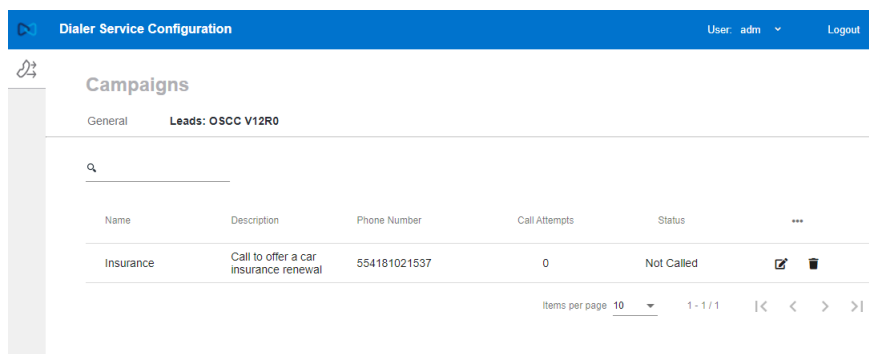 Dialer Service Configuration User: adm Logout
Campaigns
General Leads: OSCC V12R0
Name Description Phone Number Call Attempts Status
Insurance Call to offer a car insurance renewal 554181021537 0 Not Called
Items per page 10 1 - 1 / 1